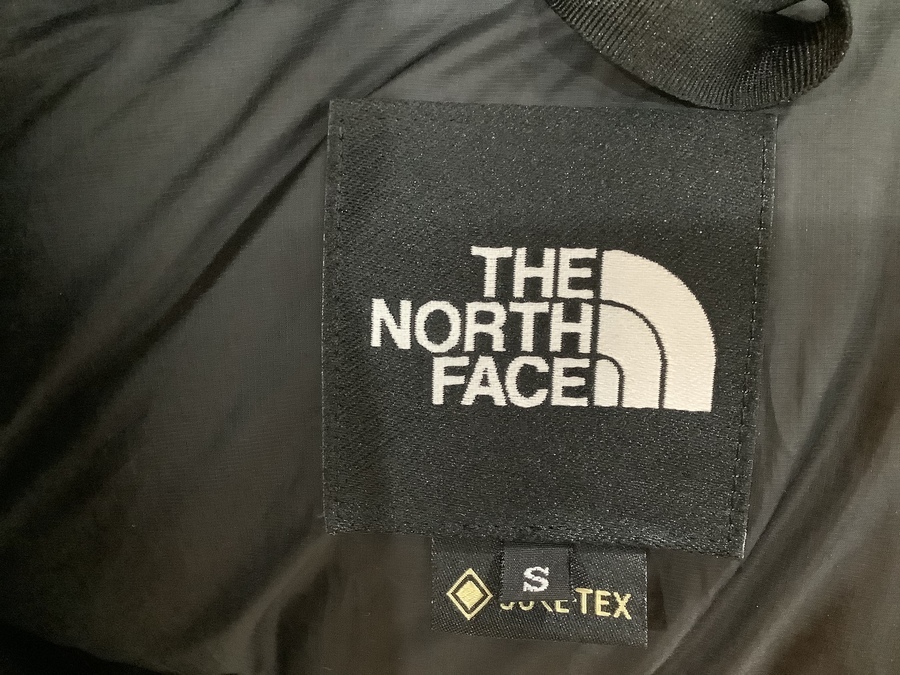 THE
NORTH
FACE
S
GORE-TEX